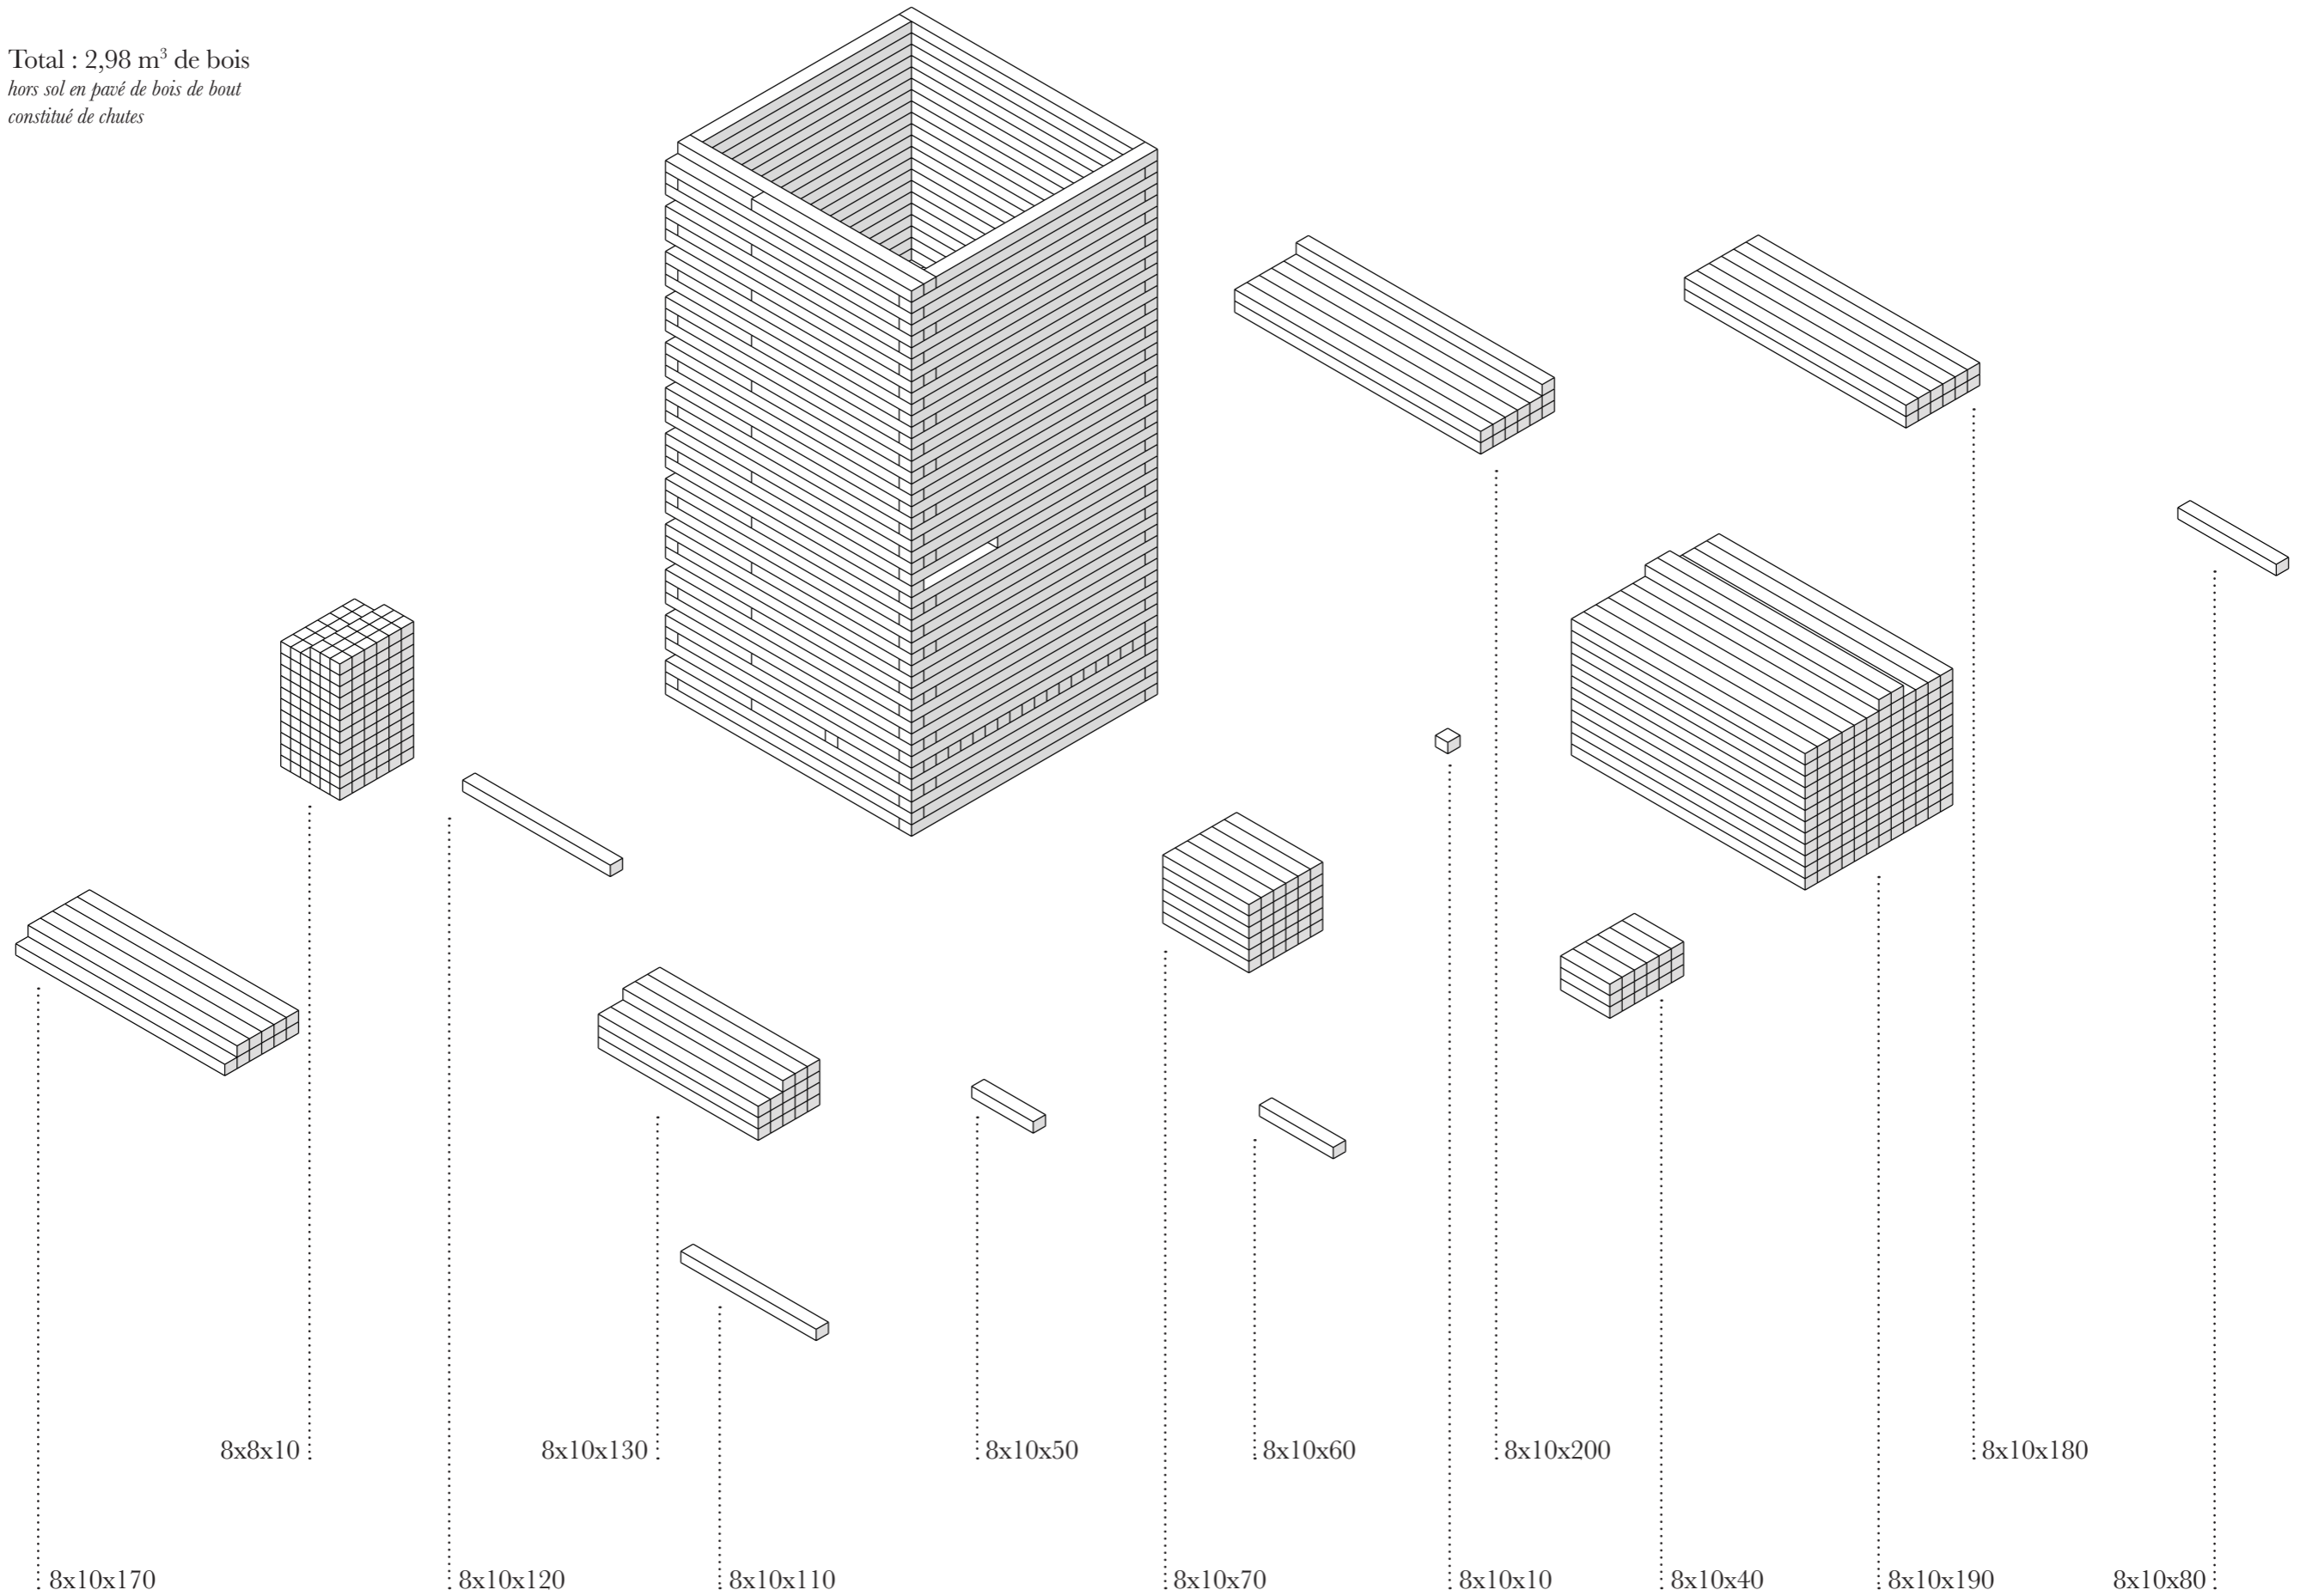 Total : 2,98 m³ de bois
hors sol en pavé de bois de bout
constitué de chutes
8x8x10
8x10x130
8x10x50
8x10x60
8x10x200
8x10x180
8x10x170
8x10x120
8x10x110
8x10x70
8x10x10
8x10x40
8x10x190
8x10x80